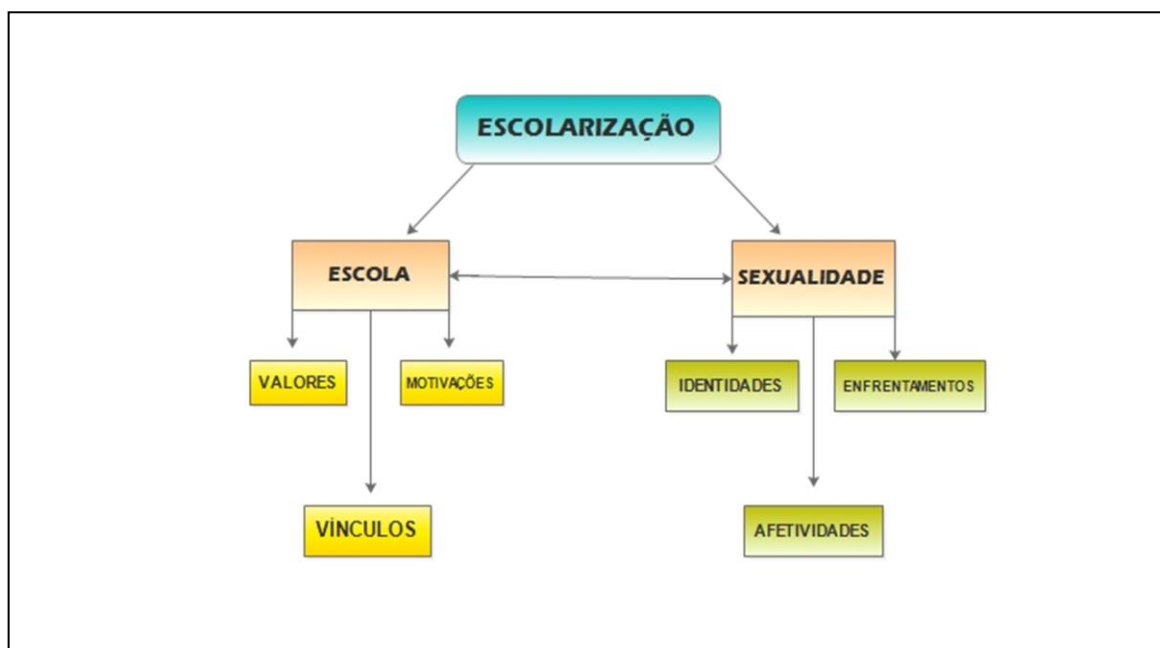 ESCOLARIZAÇÃO
ESCOLA
SEXUALIDADE
VALORES
MOTIVAÇÕES
IDENTIDADES
ENFRENTAMENTOS
VÍNCULOS
AFETIVIDADES